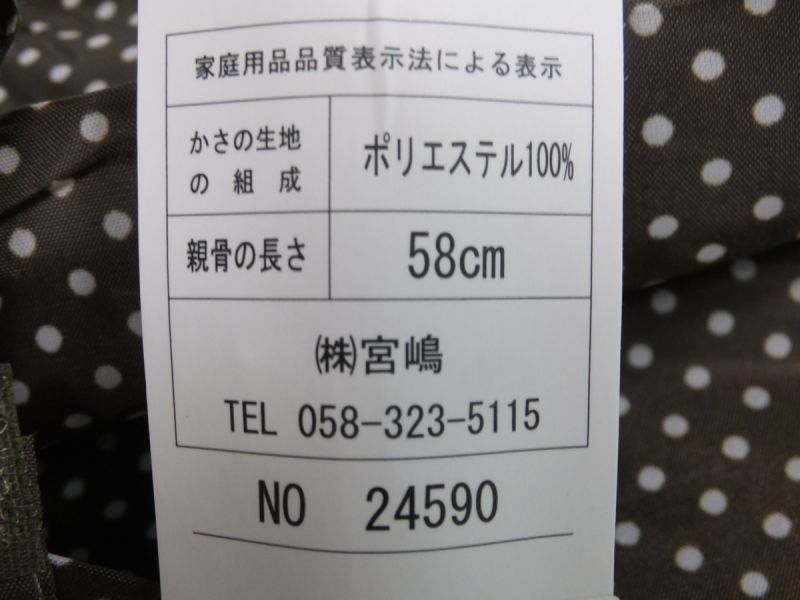 家庭用品品質表示法による表示
かさの生地
の組成
ポリエステル100%
親骨の長さ
58cm
㈱宮嶋
TEL 058-323-5115
NO 24590